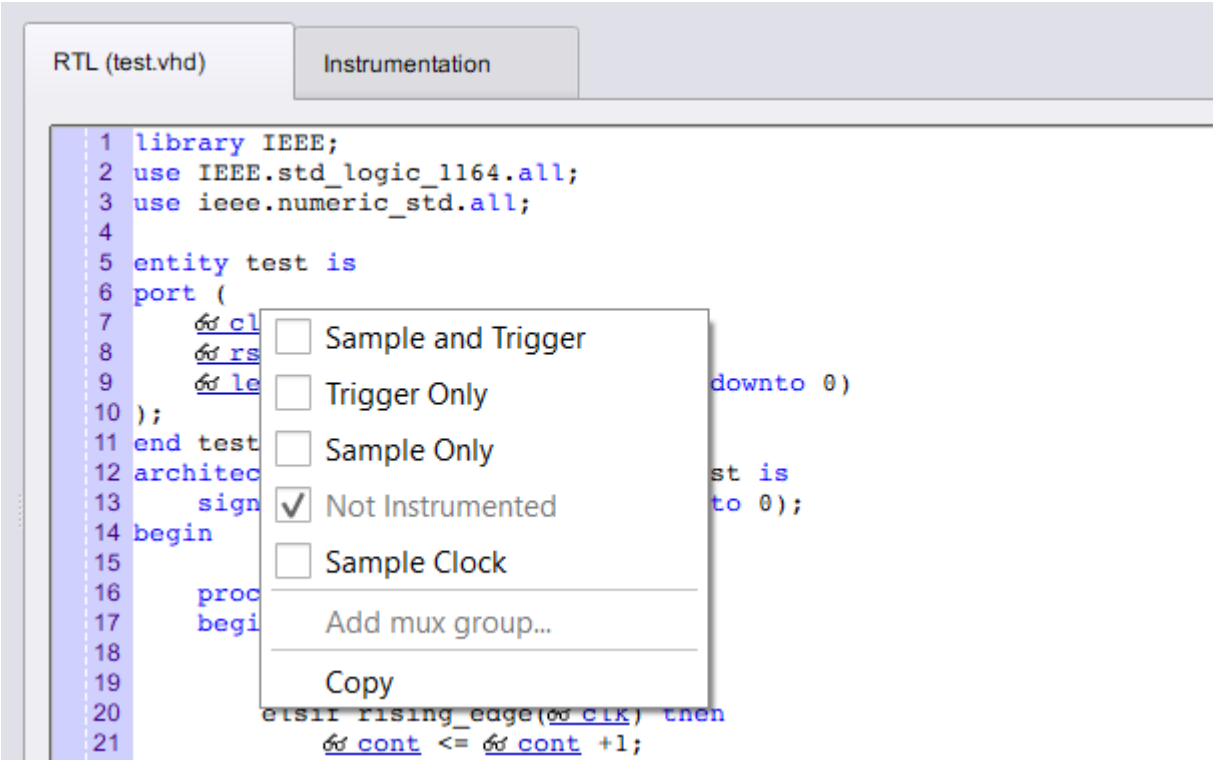 RTL (test.vhd) Instrumentation
1 library IEEE;
2 use IEEE.std_logic_1164.all;
3 use ieee.numeric_std.all;
4
5 entity test is
6 port (
7 cl
8 rs
9 le downto 0)
10 );
11 end test
12 architec st is
13 sign to 0);
14 begin
15
16 proc
17 begi
18
19
20 elsif rising_edge(clk) then
21 cont <= cont +1;
Sample and Trigger
Trigger Only
Sample Only
Not Instrumented
Sample Clock
Add mux group...
Copy